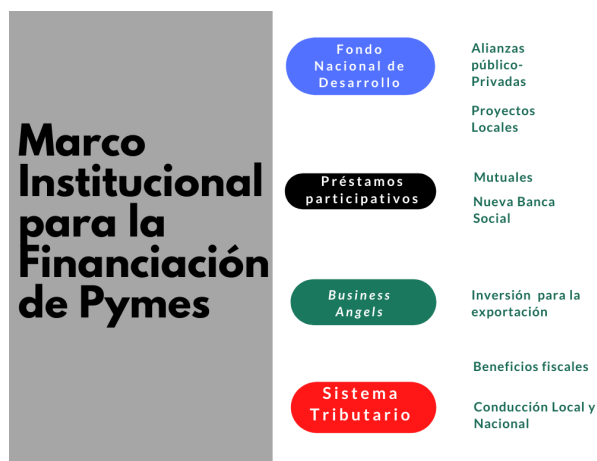 Marco
Institucional
para la
Financiación
de Pymes
Fondo
Nacional de
Desarrollo
Alianzas
público-
Privadas
Proyectos
Locales
Préstamos
participativos
Mutuales
Nueva Banca
Social
Business
Angels
Inversión para la
exportación
Sistema
Tributario
Beneficios fiscales
Conducción Local y
Nacional